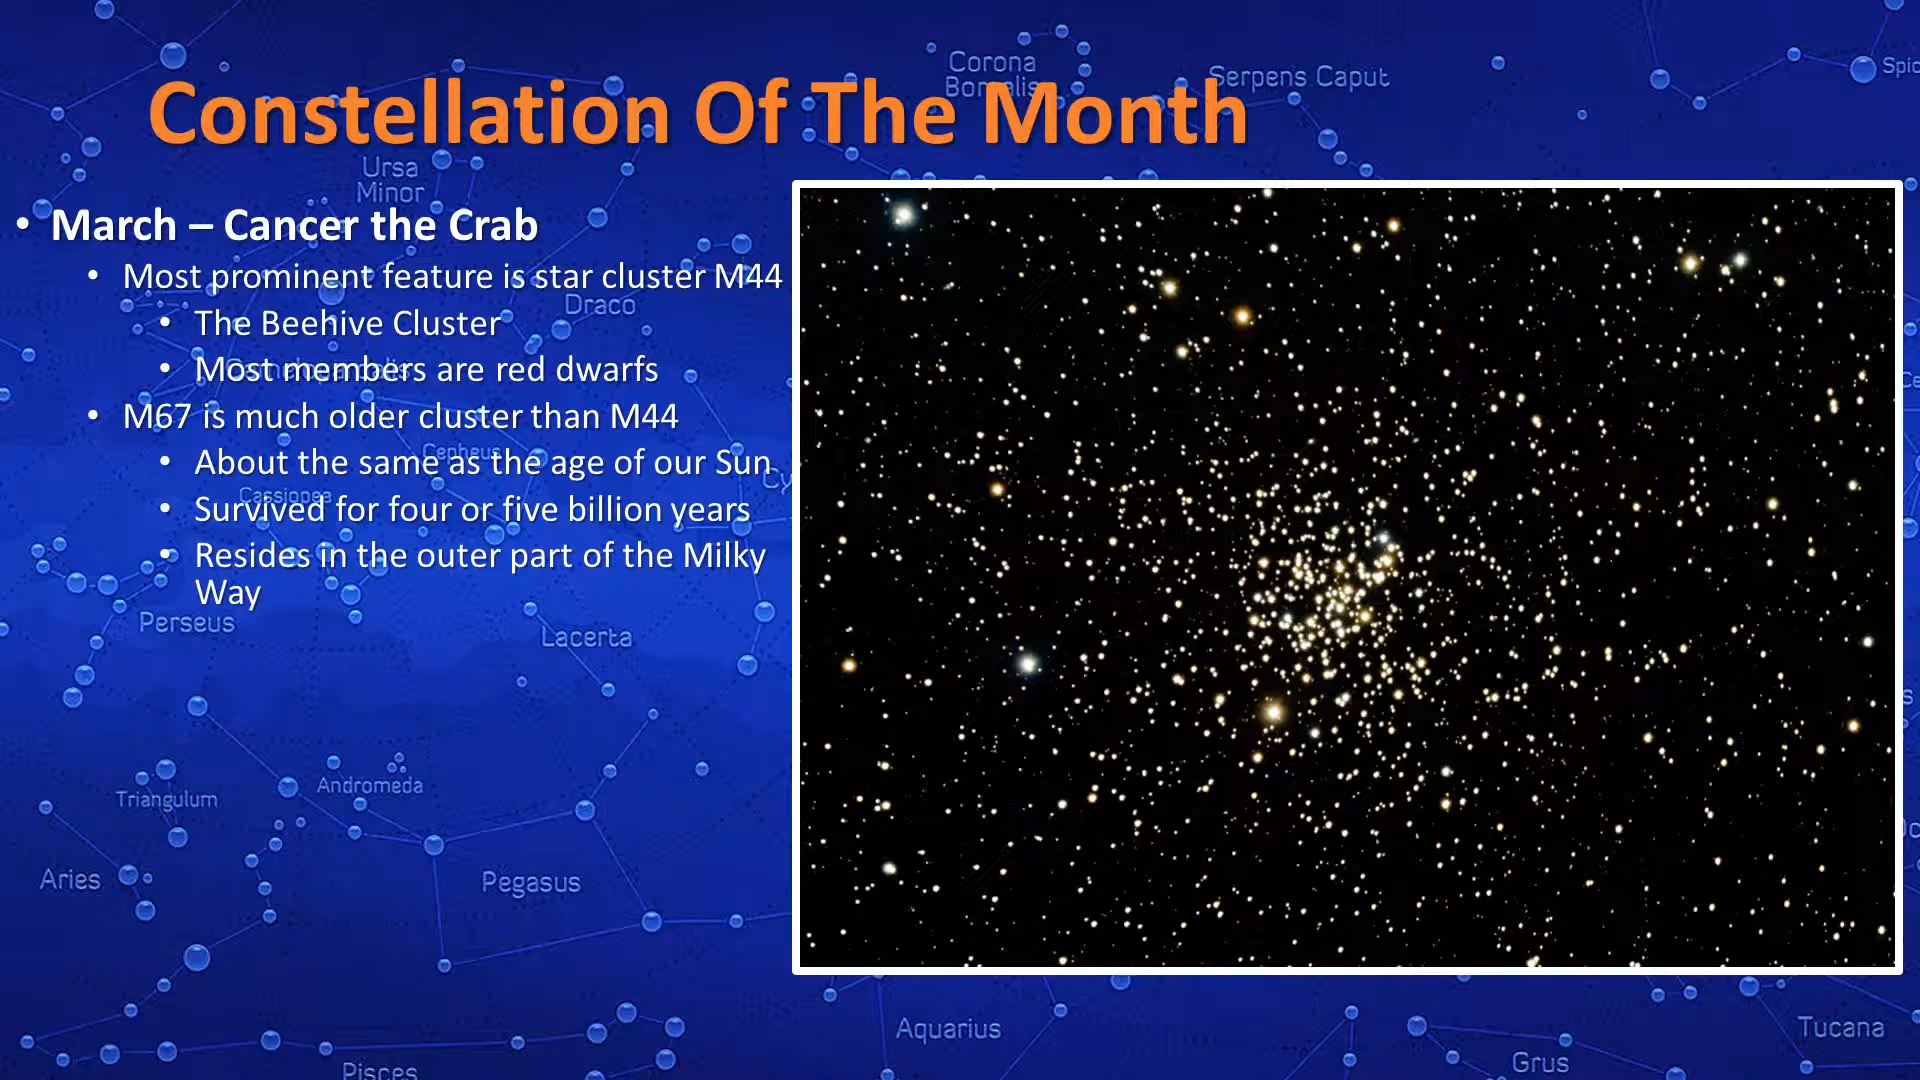 Constellation Of The Month
• March – Cancer the Crab
• Most prominent feature is star cluster M44
• The Beehive Cluster
• Most members are red dwarfs
• M67 is much older cluster than M44
• About the same as the age of our Sun
• Survived for four or five billion years
• Resides in the outer part of the Milky
Way
Corona
Borealis
Serpens Caput
Ursa
Minor
Draco
Cepheus
Cassiopea
Perseus
Lacerta
Triangulum
Andromeda
Aries
Pegasus
Aquarius
Tucana
Grus
Pisces